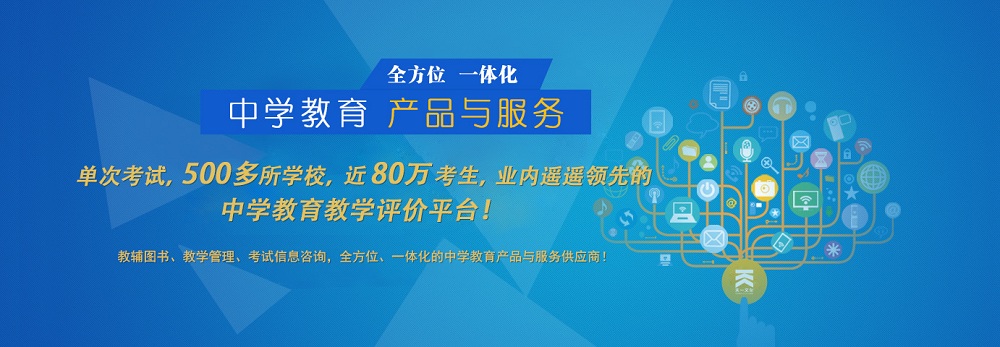 全方位 一体化
中学教育 产品与服务
单次考试, 500多所学校, 近80万考生, 业内遥遥领先的
中学教育教学评价平台!
教辅图书、教学管理、考试信息咨询，全方位、一体化的中学教育产品与服务供应商！